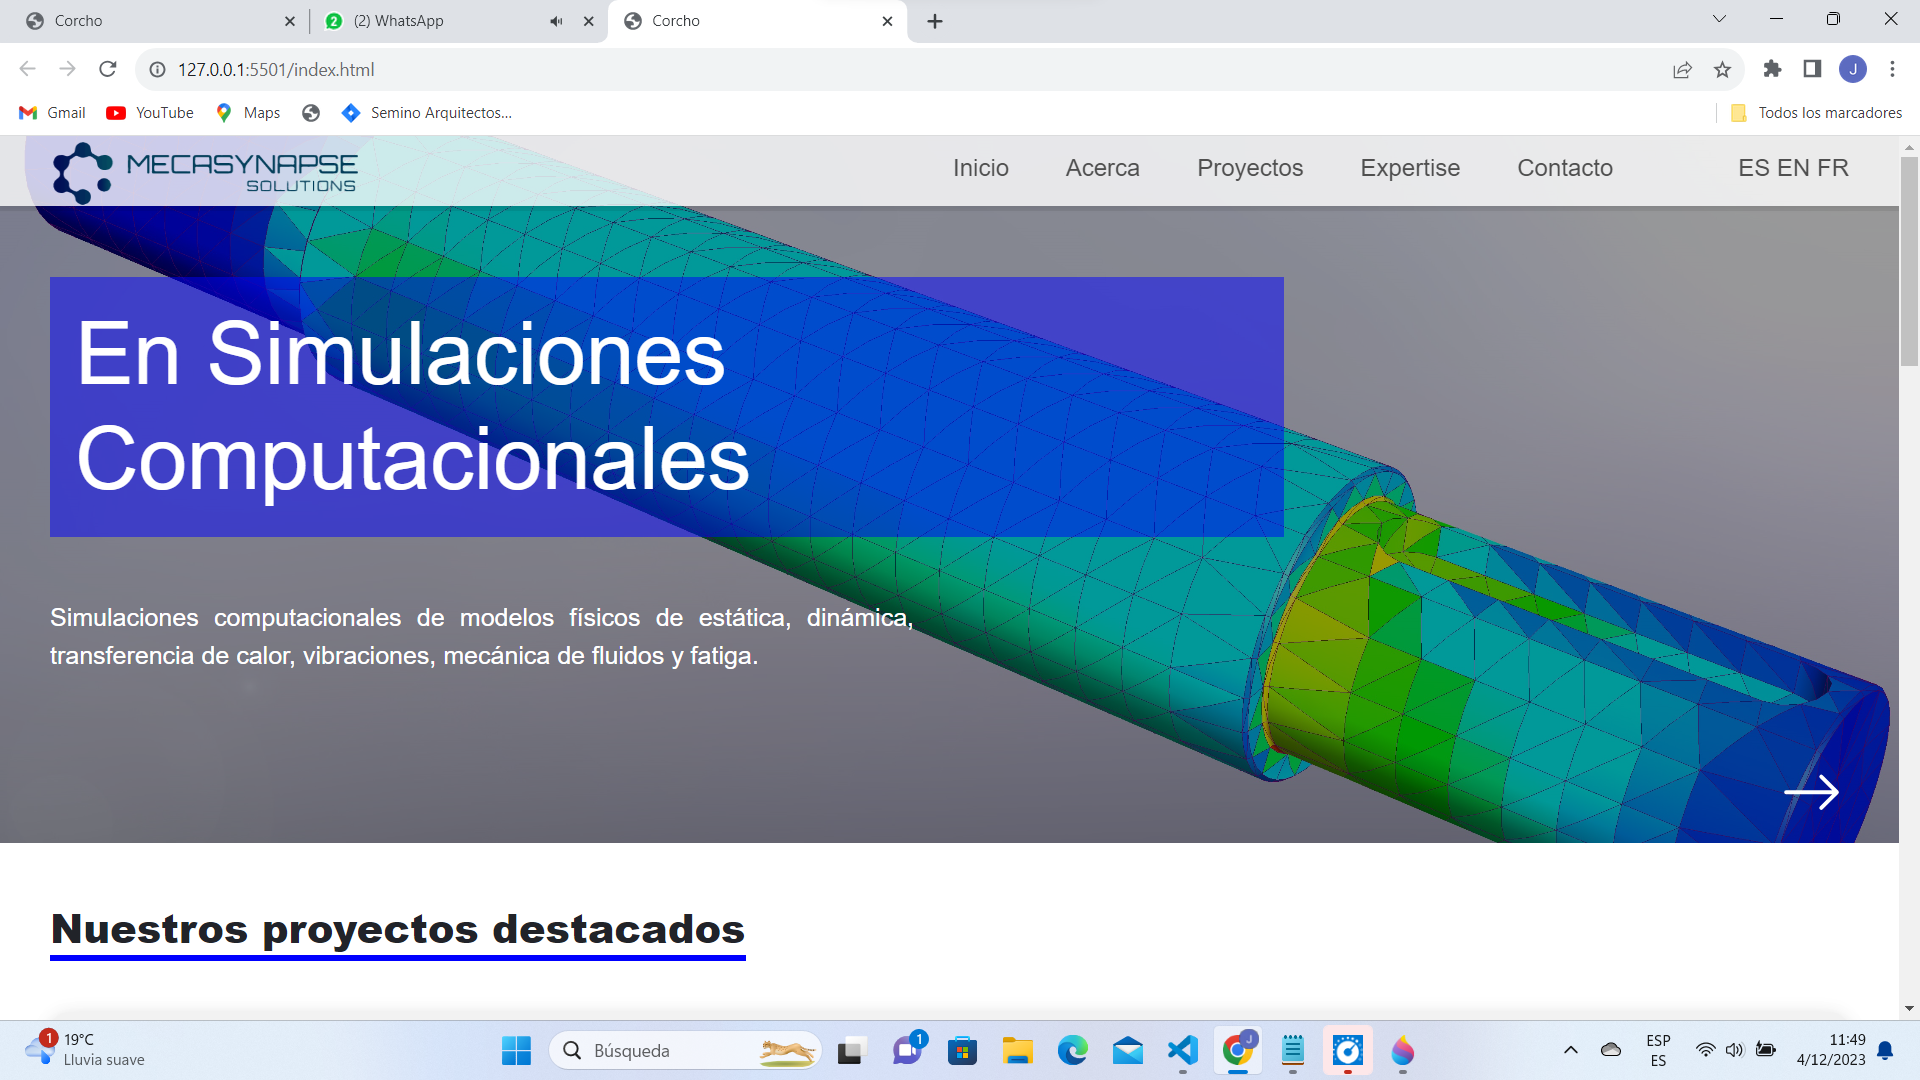 Corcho
(2) WhatsApp
Corcho
127.0.0.1:5501/index.html
J
Gmail
YouTube
Maps
Semino Arquitectos...
Todos los marcadores
MECASYNAPSE
SOLUTIONS
Inicio
Acerca
Proyectos
Expertise
Contacto
ES EN FR
En Simulaciones
Computacionales
Simulaciones computacionales de modelos físicos de estática, dinámica,
transferencia de calor, vibraciones, mecánica de fluidos y fatiga.
Nuestros proyectos destacados
1
19°C
Lluvia suave
Búsqueda
1
J
ESP
ES
11:49
4/12/2023